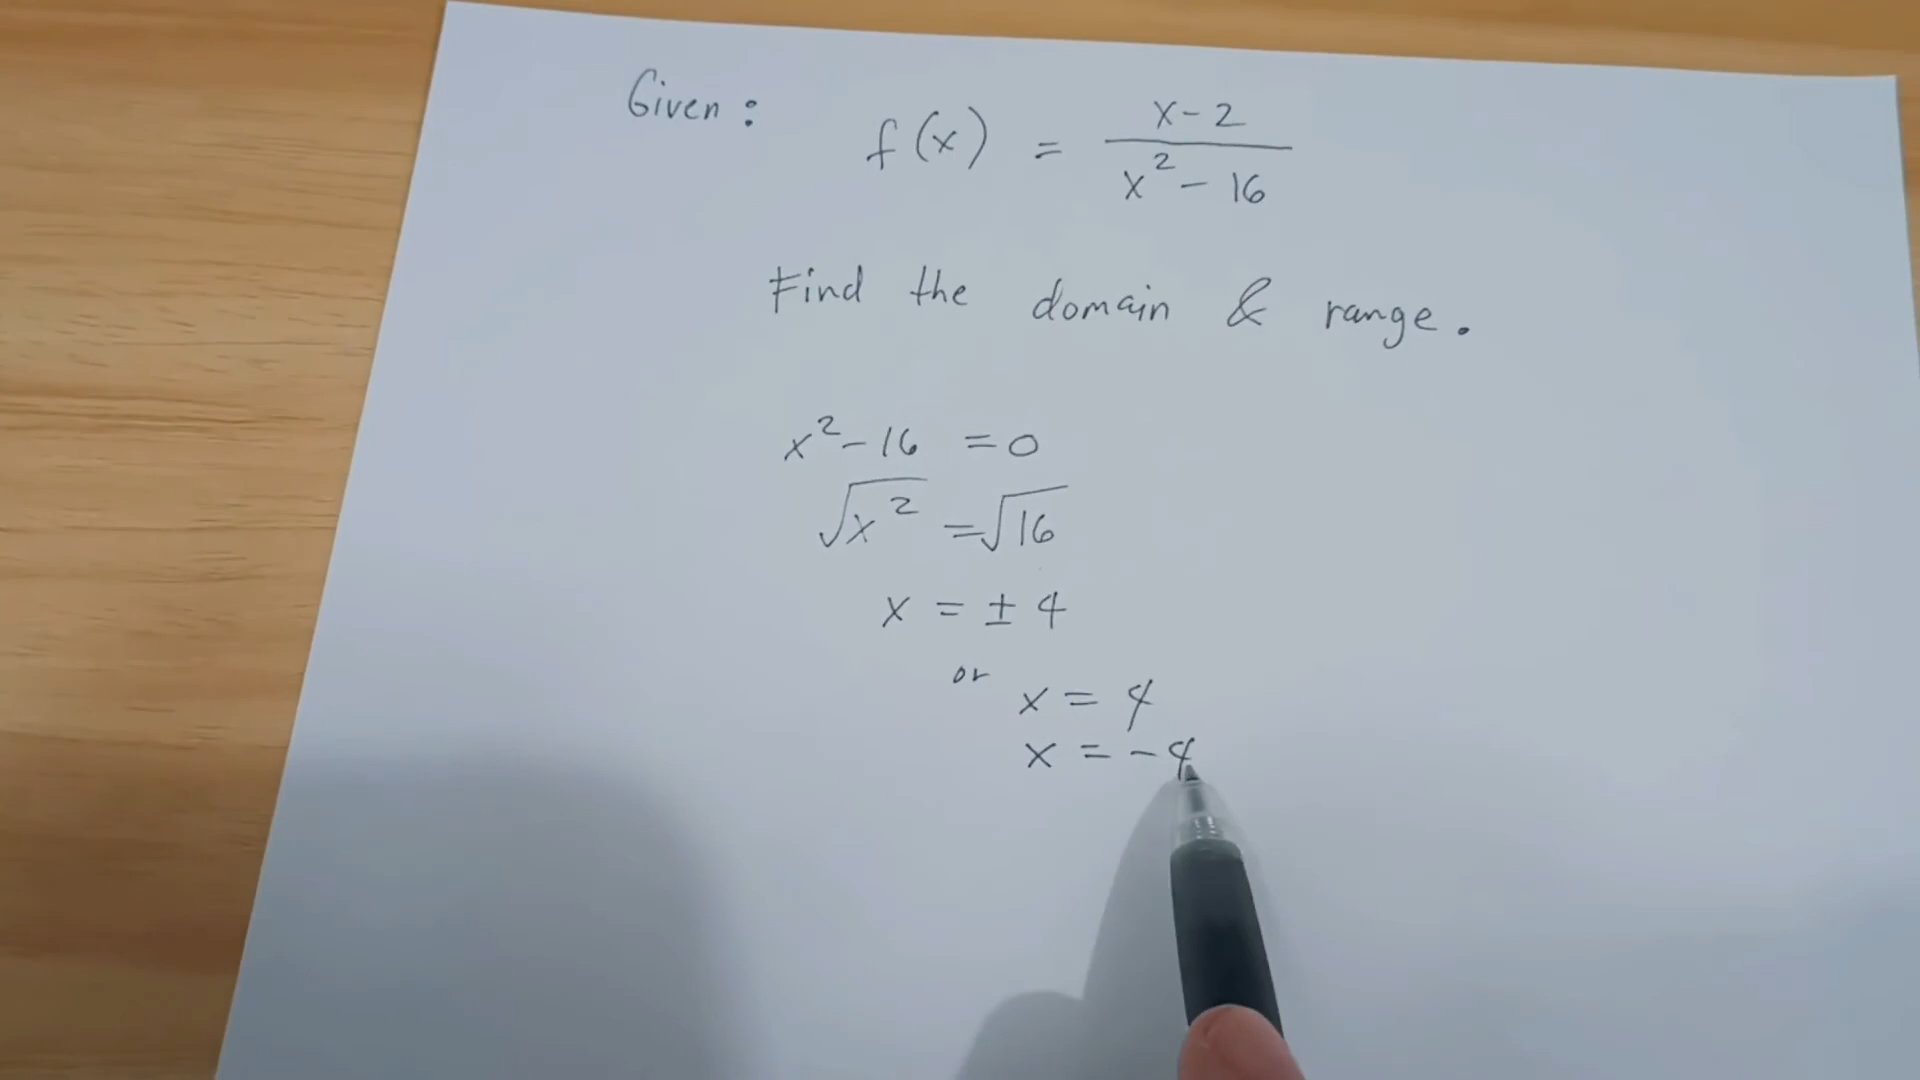 Given : f(x) = x-2 / x² - 16
Find the domain & range.
x² - 16 = 0
√x² = √16
x = ± 4
or x = 4
x = -4